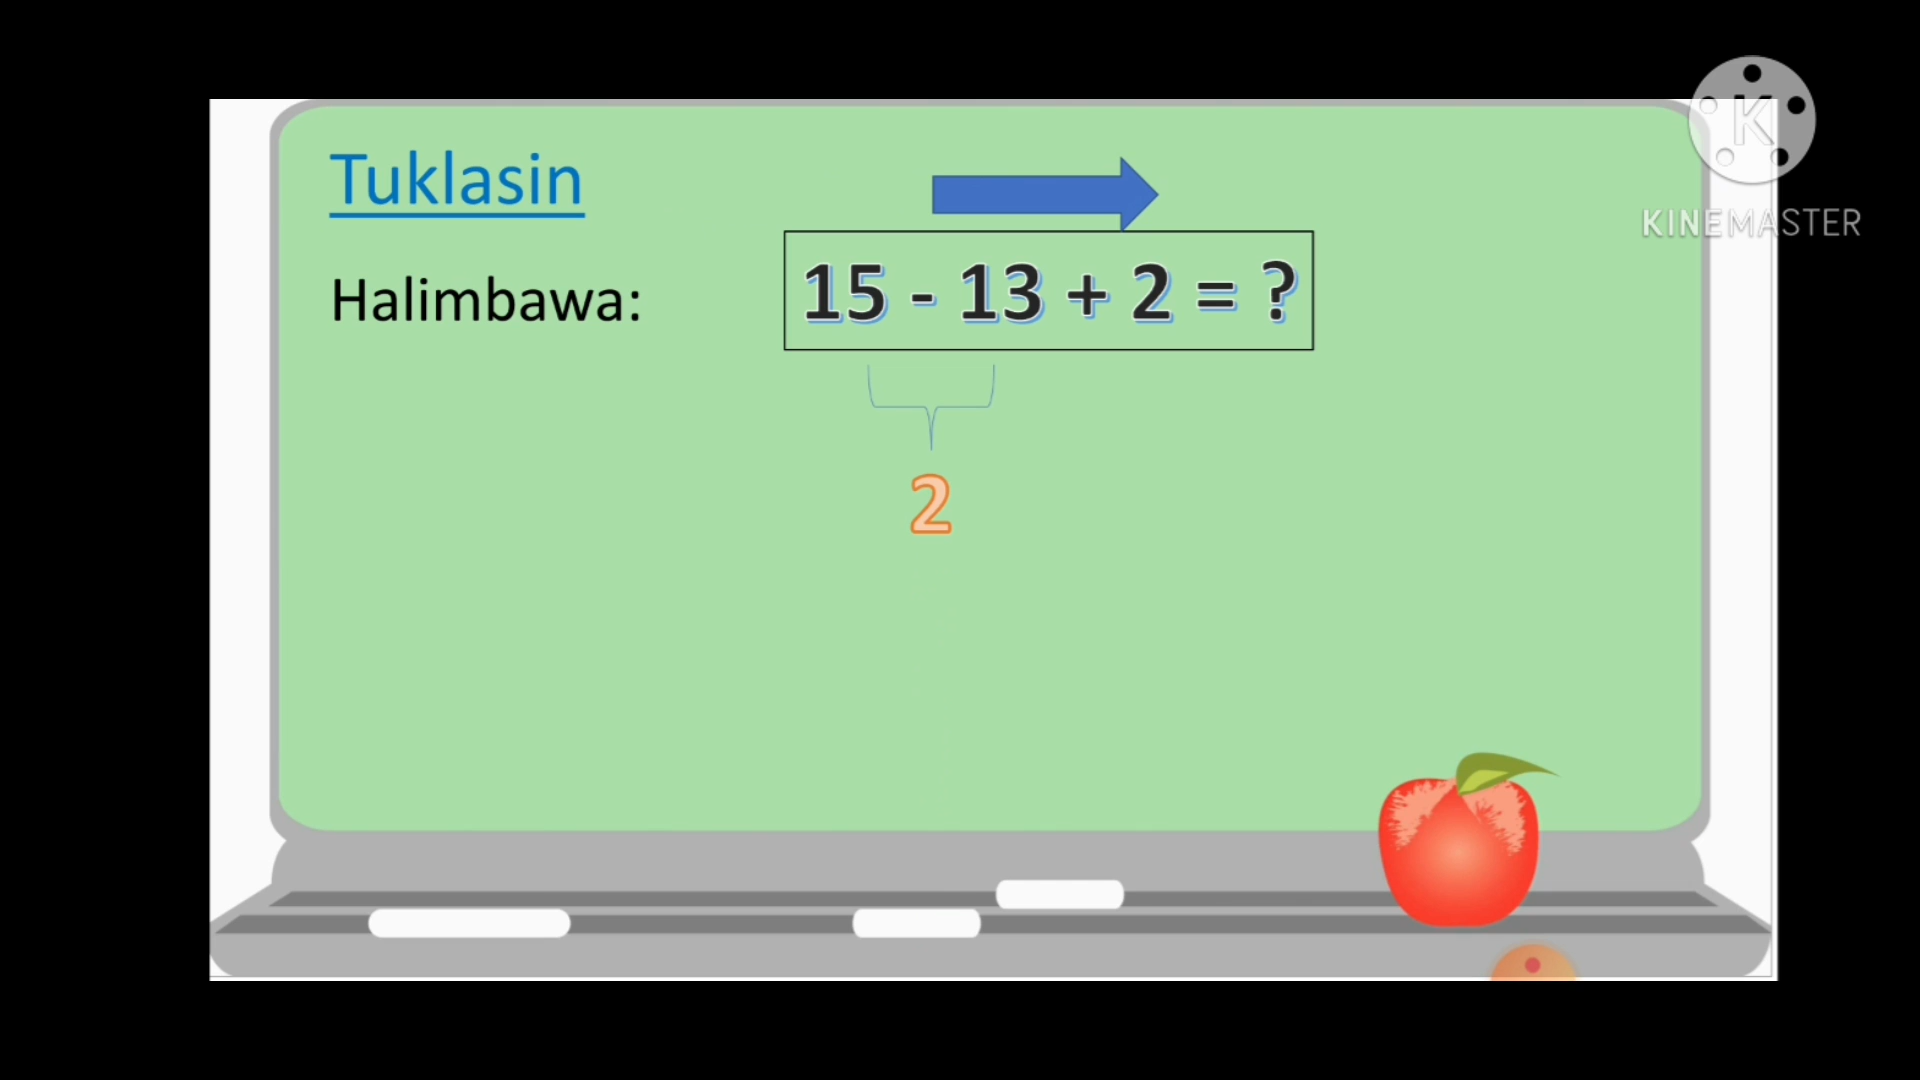 Tuklasin
Halimbawa:
15 - 13 + 2 = ?
2
K
KINEMASTER